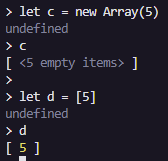 > let c = new Array(5)
undefined
> c
[ <5 empty items> ]
>
> let d = [5]
undefined
> d
[ 5 ]